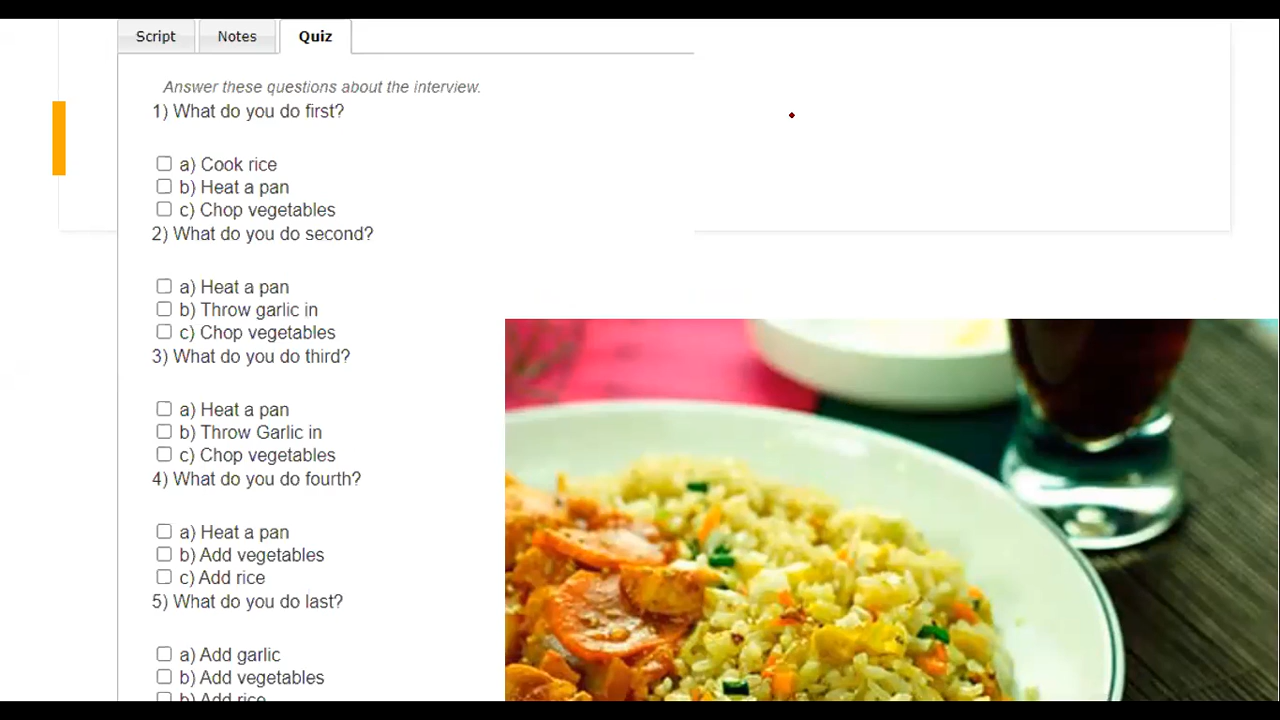 Script Notes Quiz
Answer these questions about the interview.
1) What do you do first?
a) Cook rice
b) Heat a pan
c) Chop vegetables
2) What do you do second?
a) Heat a pan
b) Throw garlic in
c) Chop vegetables
3) What do you do third?
a) Heat a pan
b) Throw Garlic in
c) Chop vegetables
4) What do you do fourth?
a) Heat a pan
b) Add vegetables
c) Add rice
5) What do you do last?
a) Add garlic
b) Add vegetables
b) Add rice